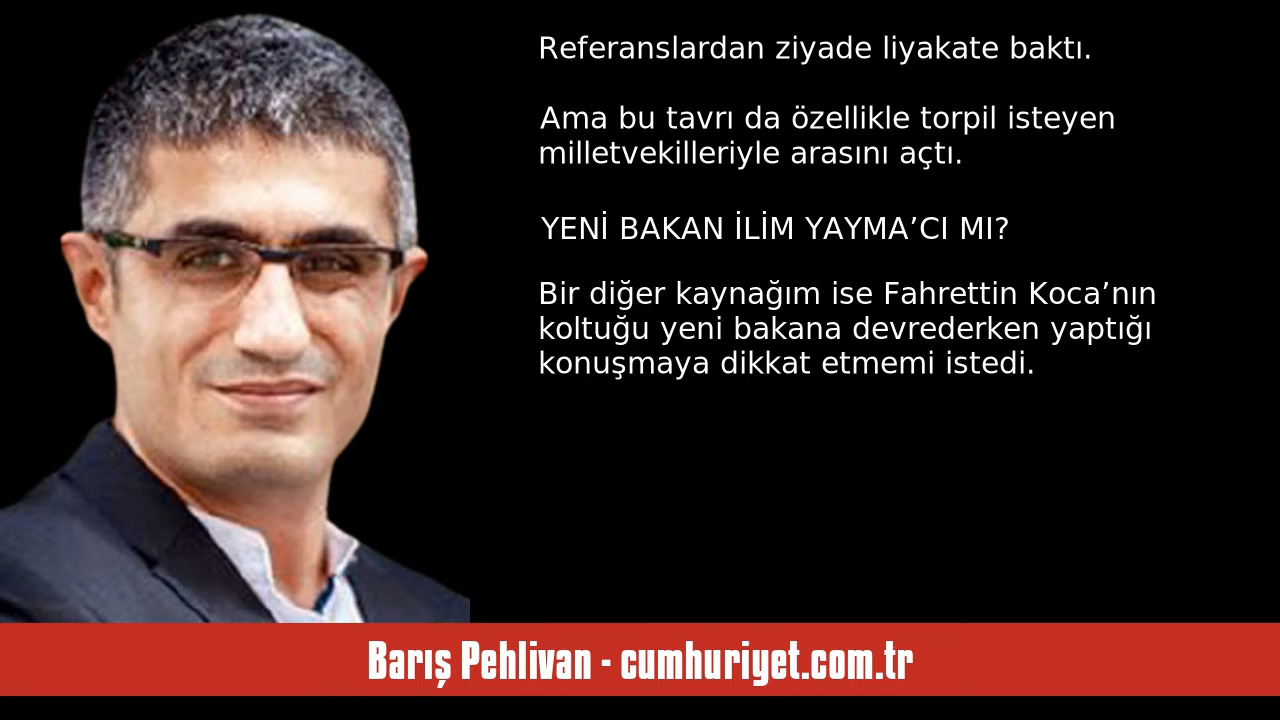 Referanslardan ziyade liyakate baktı.
Ama bu tavrı da özellikle torpil isteyen
milletvekilleriyle arasını açtı.
YENİ BAKAN İLİM YAYMA’CI MI?
Bir diğer kaynağım ise Fahrettin Koca’nın
koltuğu yeni bakana devrederken yaptığı
konuşmaya dikkat etmemi istedi.
Barış Pehlivan - cumhuriyet.com.tr